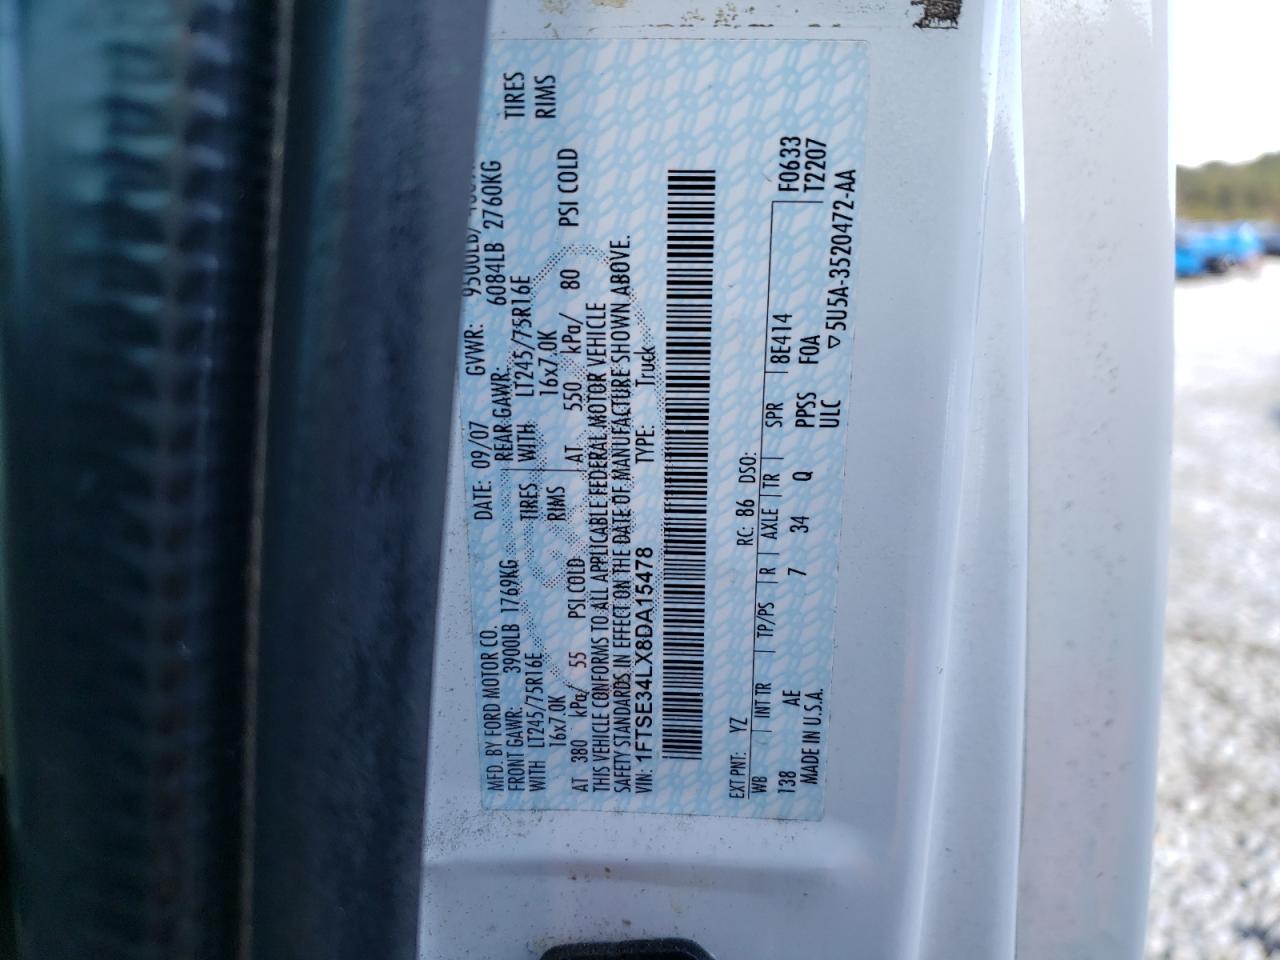 MFD. BY FORD MOTOR CO. DATE: 09/07 GVWR: 9500LB/
FRONT GAWR: 3900LB 1769KG REAR GAWR: 6084LB 2760KG
WITH LT245/75R16E TIRES WITH LT245/75R16E TIRES
16x7.0K RIMS 16x7.0K RIMS
AT 380 kPa/ 55 PSI COLD AT 550 kPa/ 80 PSI COLD
THIS VEHICLE CONFORMS TO ALL APPLICABLE FEDERAL MOTOR VEHICLE
SAFETY STANDARDS IN EFFECT ON THE DATE OF MANUFACTURE SHOWN ABOVE.
VIN: 1FTSE34LX8DA15478 TYPE: Truck
EXT PNT: YZ RC: 86 DSO:
WB INT TR TP/PS R AXLE TR SPR 8E414 F0633
138 AE 7 34 Q PPSS F0A T2207
MADE IN U.S.A. ULC ▽5U5A-3520472-AA